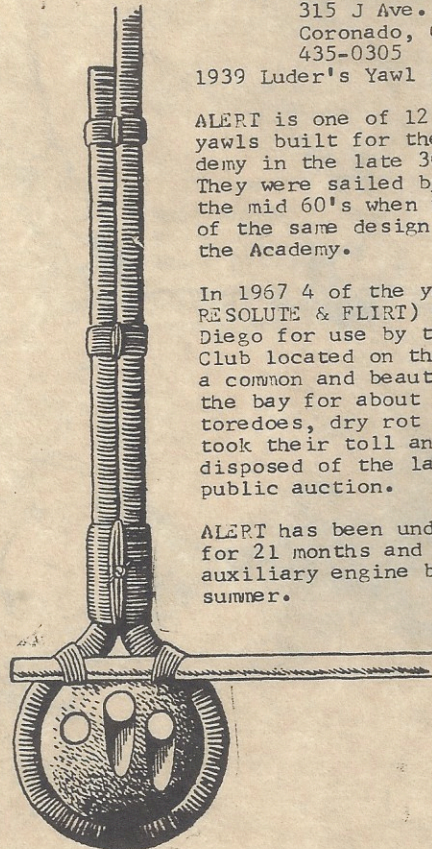 315 J Ave.
Coronado,
435-0305
1939 Luder's Yawl
ALERT is one of 12
yawls built for the
demy in the late 3
They were sailed b
the mid 60's when
of the same design
the Academy.
In 1967 4 of the y
RESOLUTE & FLIRT)
Diego for use by t
Club located on th
a common and beaut
the bay for about
toredoes, dry rot
took their toll an
disposed of the la
public auction.
ALERT has been und
for 21 months and
auxiliary engine b
summer.